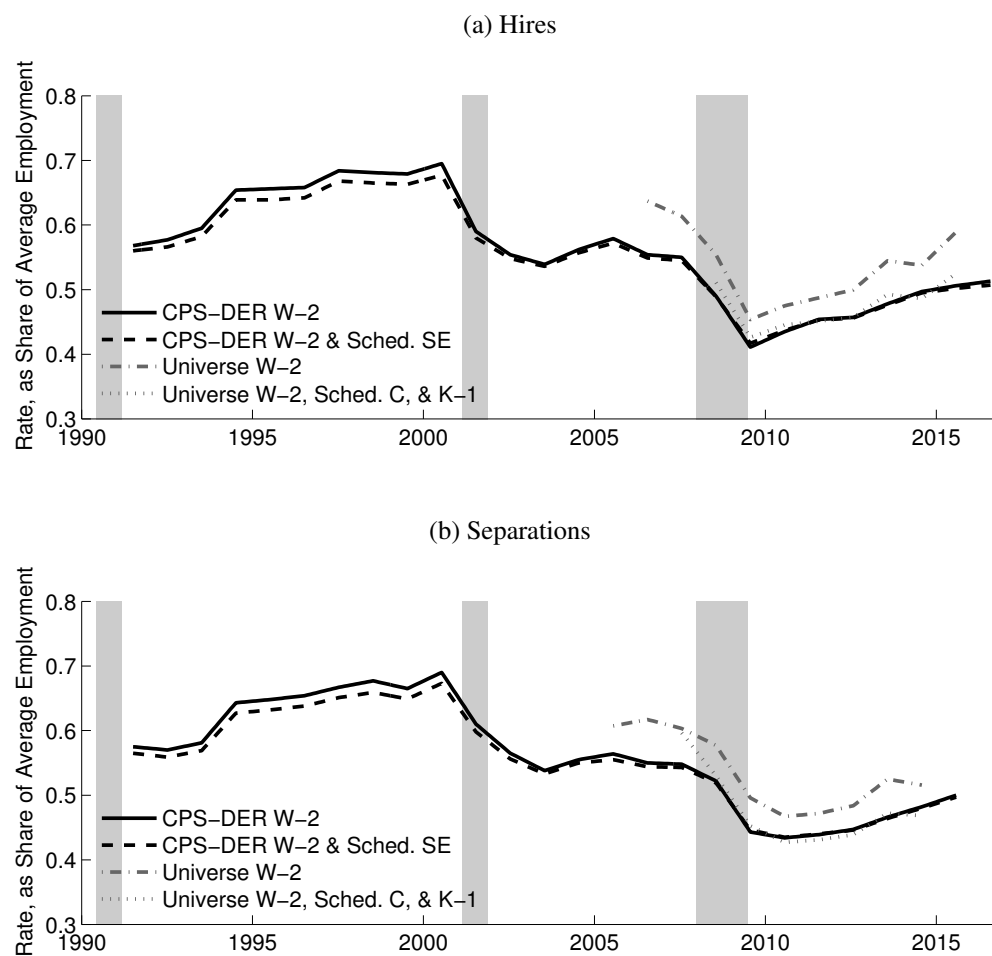 (a) Hires
Rate, as Share of Average Employment
0.8
0.7
0.6
0.5
0.4
0.3
CPS−DER W−2
CPS−DER W−2 & Sched. SE
Universe W−2
Universe W−2, Sched. C, & K−1
1990 1995 2000 2005 2010 2015
(b) Separations
Rate, as Share of Average Employment
0.8
0.7
0.6
0.5
0.4
0.3
CPS−DER W−2
CPS−DER W−2 & Sched. SE
Universe W−2
Universe W−2, Sched. C, & K−1
1990 1995 2000 2005 2010 2015